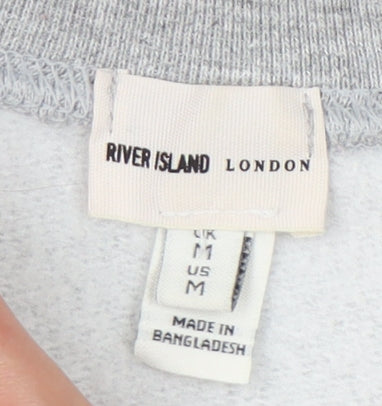 RIVER ISLAND LONDON
UK
M
US
M
MADE IN
BANGLADESH